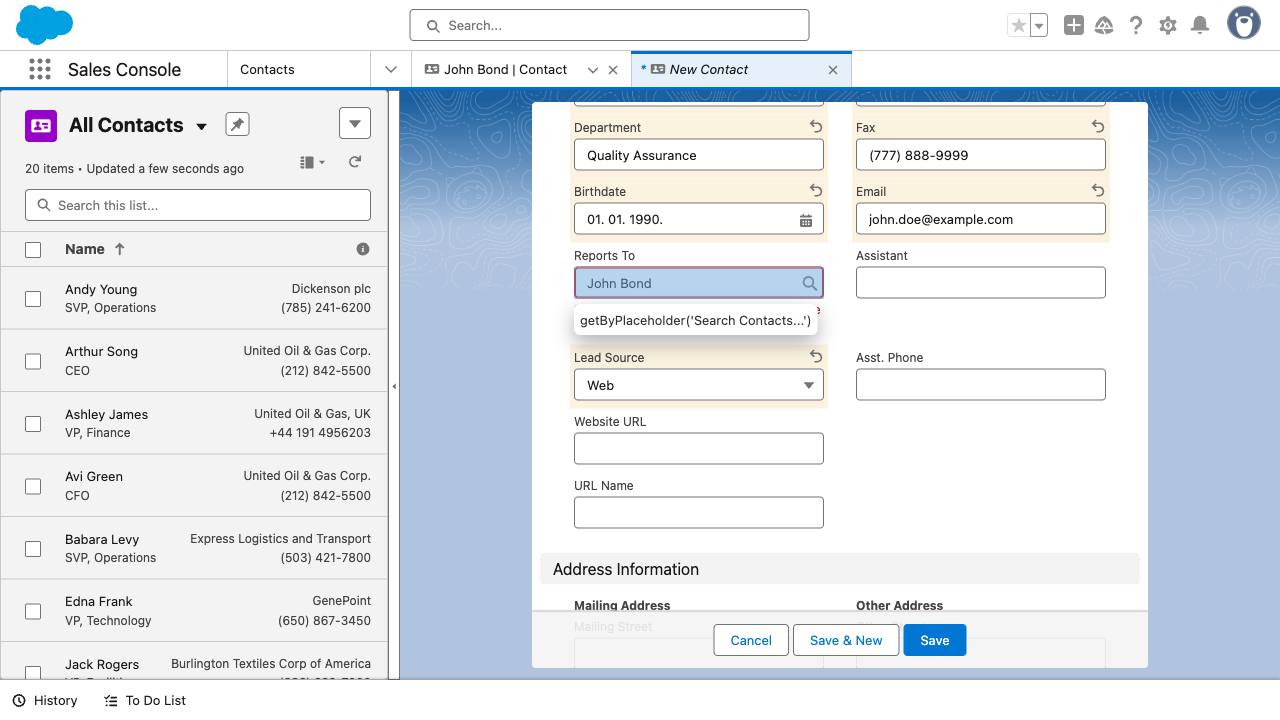 Search...
Sales Console
Contacts
John Bond | Contact
* New Contact
All Contacts
20 items • Updated a few seconds ago
Search this list...
Name
Andy Young
Dickenson plc
SVP, Operations
(785) 241-6200
Arthur Song
United Oil & Gas Corp.
CEO
(212) 842-5500
Ashley James
United Oil & Gas, UK
VP, Finance
+44 191 4956203
Avi Green
United Oil & Gas Corp.
CFO
(212) 842-5500
Babara Levy
Express Logistics and Transport
SVP, Operations
(503) 421-7800
Edna Frank
GenePoint
VP, Technology
(650) 867-3450
Jack Rogers
Burlington Textiles Corp of America
Department
Quality Assurance
Fax
(777) 888-9999
Birthdate
01. 01. 1990.
Email
john.doe@example.com
Reports To
John Bond
Assistant
getByPlaceholder('Search Contacts...')
Lead Source
Web
Asst. Phone
Website URL
URL Name
Address Information
Mailing Address
Other Address
Mailing Street
Cancel
Save & New
Save
History
To Do List